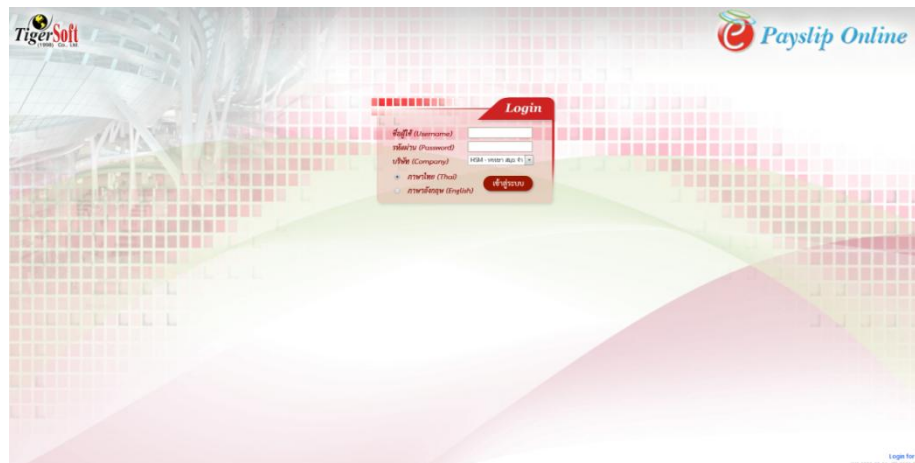 TigerSoft
(1998) Co., Ltd.
e Payslip Online
Login
ชื่อผู้ใช้ (Username)
รหัสผ่าน (Password)
บริษัท (Company)
HSM -
ภาษาไทย (Thai)
ภาษาอังกฤษ (English)
เข้าสู่ระบบ
Login for